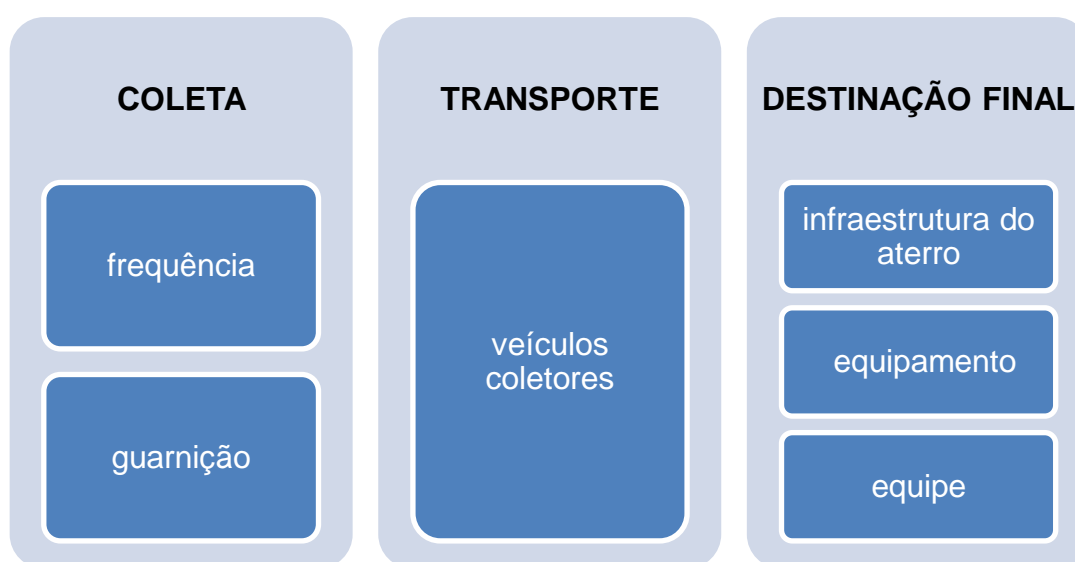 COLETA
frequência
guarnição
TRANSPORTE
veículos
coletores
DESTINAÇÃO FINAL
infraestrutura do
aterro
equipamento
equipe